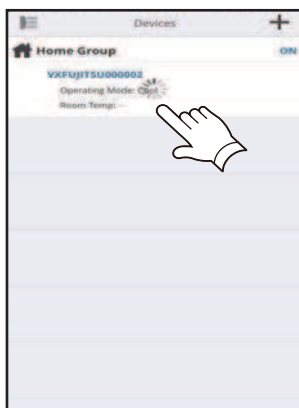 Devices +
Home Group ON
VXFUJITSU000002
Operating Mode: Cool
Room Temp: --